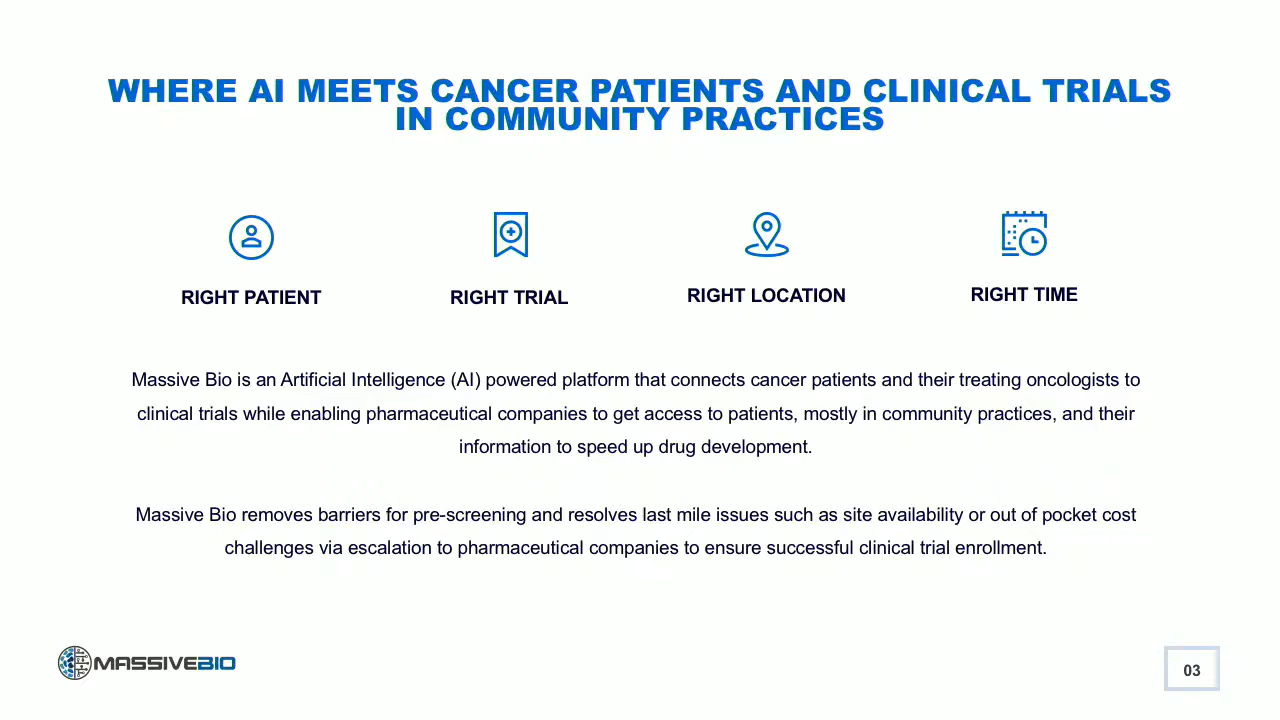 WHERE AI MEETS CANCER PATIENTS AND CLINICAL TRIALS
IN COMMUNITY PRACTICES
RIGHT PATIENT
RIGHT TRIAL
RIGHT LOCATION
RIGHT TIME
Massive Bio is an Artificial Intelligence (AI) powered platform that connects cancer patients and their treating oncologists to
clinical trials while enabling pharmaceutical companies to get access to patients, mostly in community practices, and their
information to speed up drug development.
Massive Bio removes barriers for pre-screening and resolves last mile issues such as site availability or out of pocket cost
challenges via escalation to pharmaceutical companies to ensure successful clinical trial enrollment.
MASSIVEBIO
03